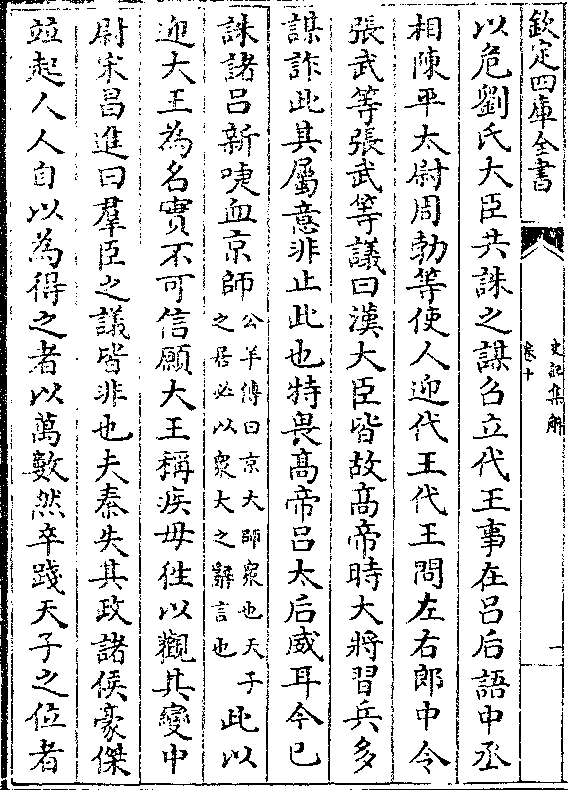 欽定四庫全書
史記集解
卷十
一
以危劉氏大臣共誅之謀召立代王事在吕后語中丞
相陳平太尉周勃等使人迎代王代王問左右郎中令
張武等張武等議曰漢大臣皆故髙帝時大將習兵多
謀詐此其屬意非止此也特畏髙帝吕太后威耳今已
誅諸吕新喋血京師公羊傳曰京大師衆也天子之居必以衆大之辭言也此以
迎大王為名實不可信願大王稱疾毋往以觀其變中
尉宋昌進曰羣臣之議皆非也夫秦失其政諸侯豪傑
竝起人人自以為得之者以萬數然卒踐天子之位者